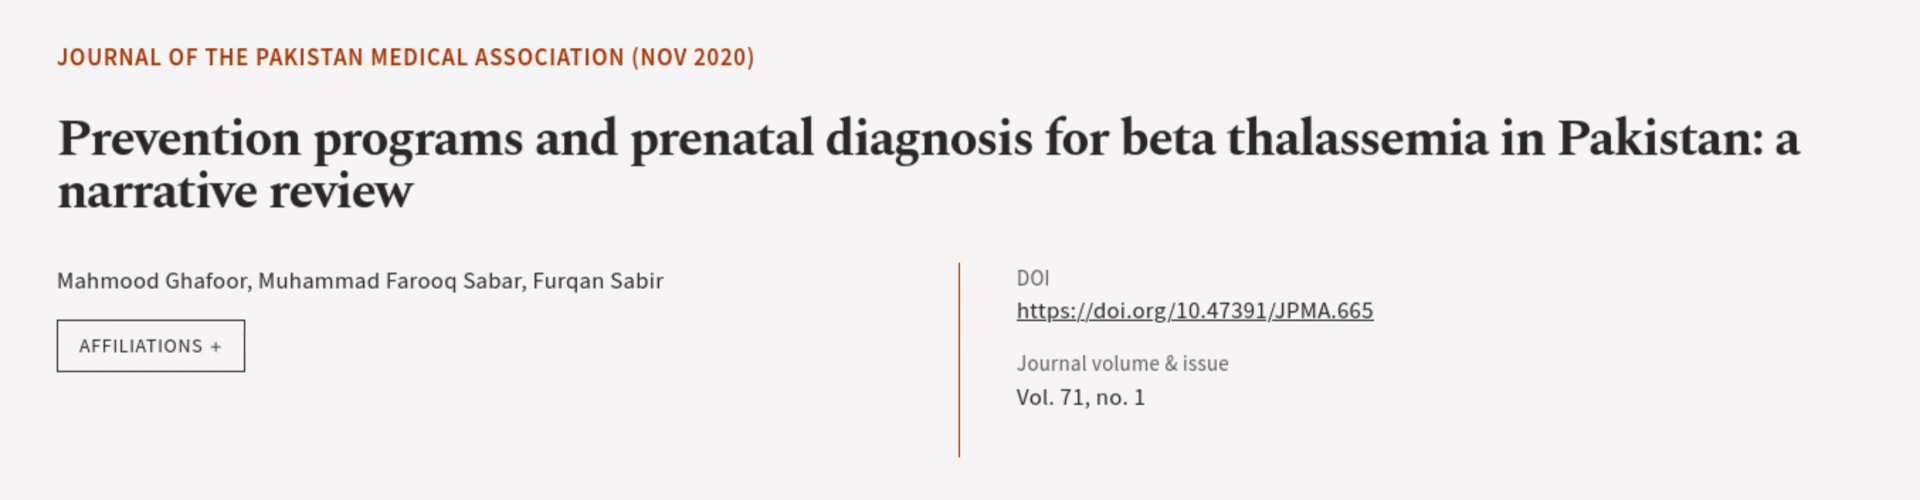 JOURNAL OF THE PAKISTAN MEDICAL ASSOCIATION (NOV 2020)
Prevention programs and prenatal diagnosis for beta thalassemia in Pakistan: a
narrative review
Mahmood Ghafoor, Muhammad Farooq Sabar, Furqan Sabir
AFFILIATIONS +
DOI
https://doi.org/10.47391/JPMA.665
Journal volume & issue
Vol. 71, no. 1